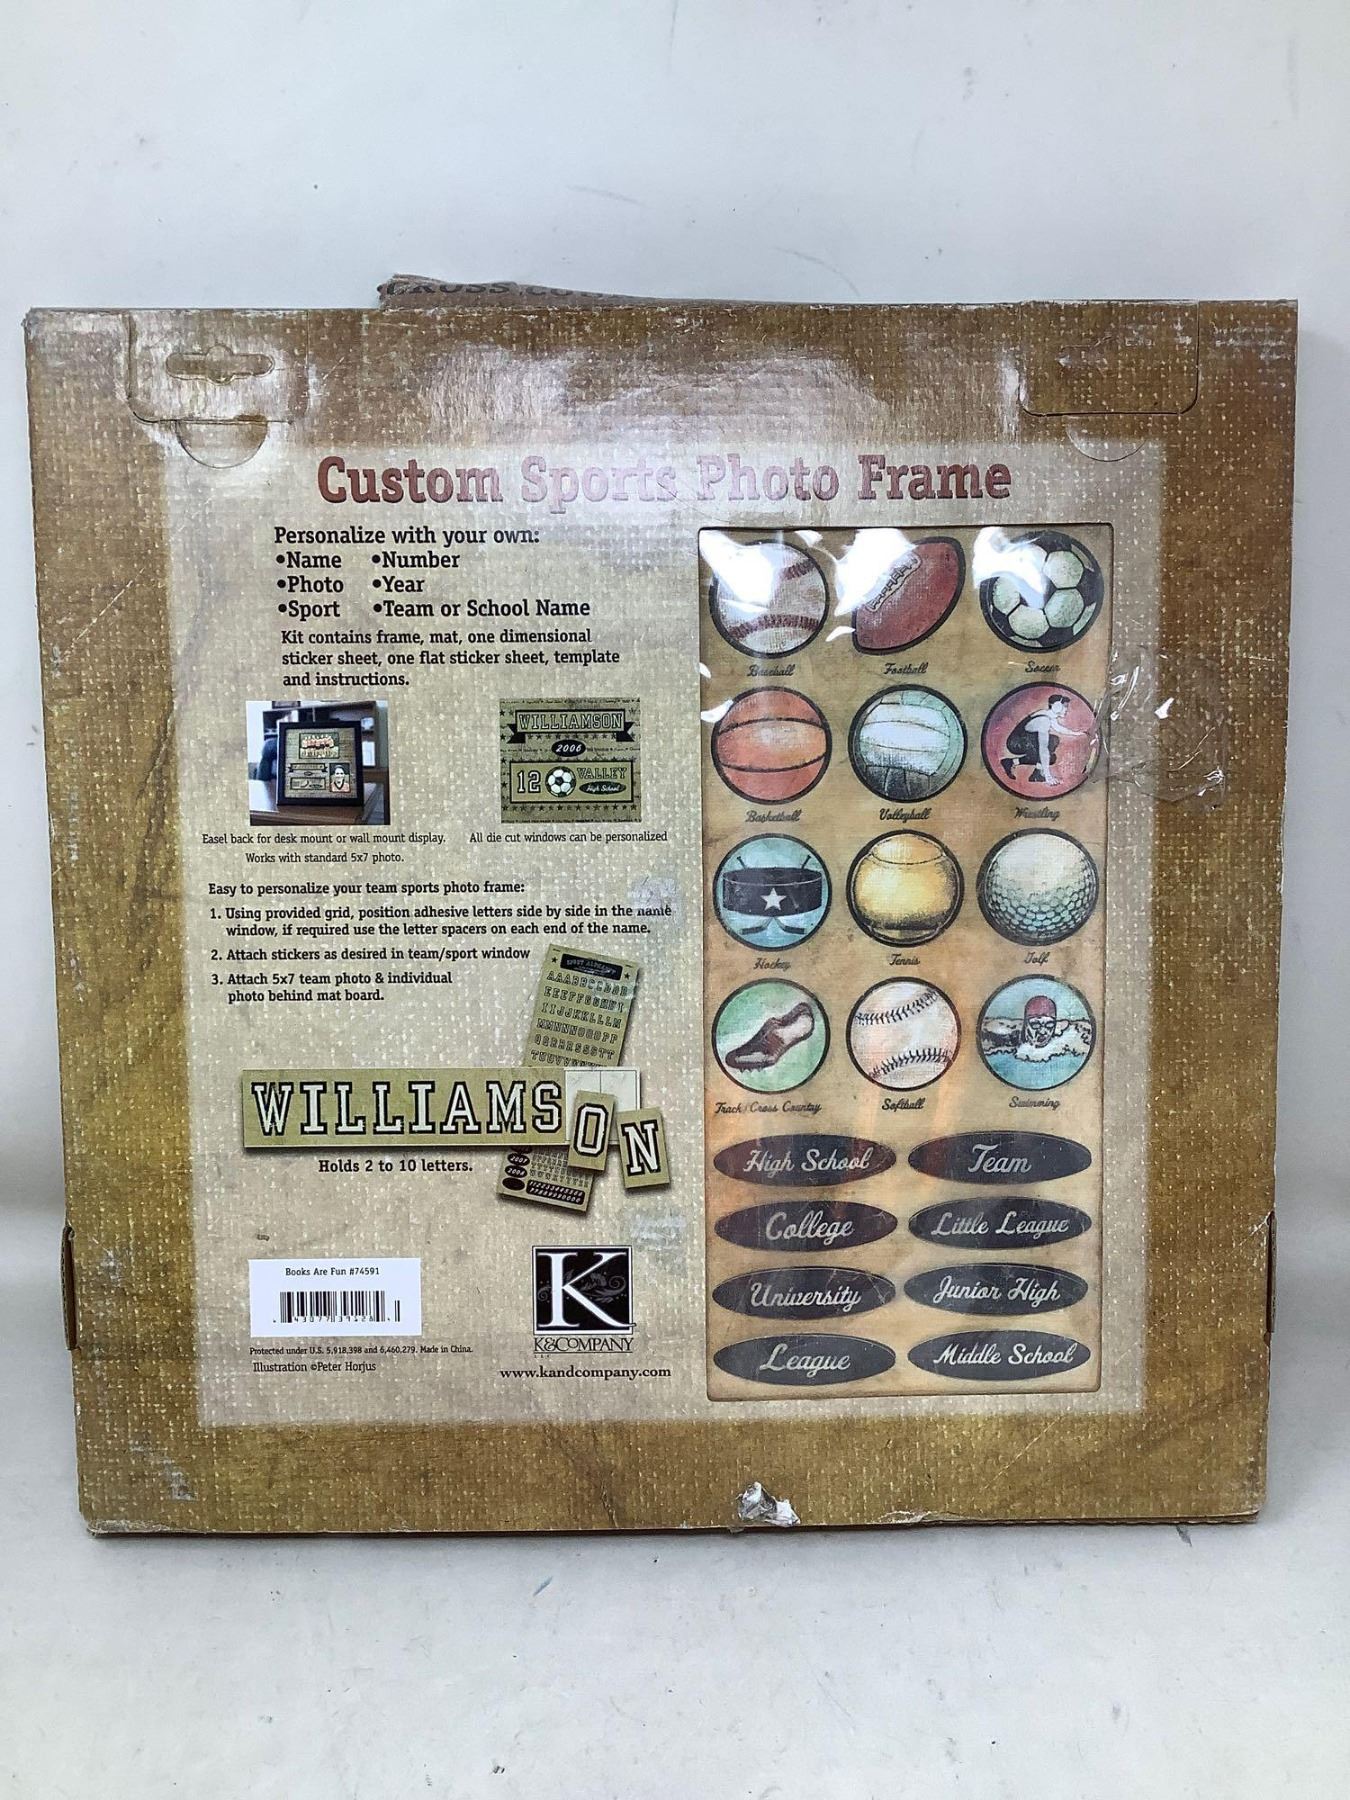 CROSS
Custom Sports Photo Frame
Personalize with your own:
•Name •Number
•Photo •Year
•Sport •Team or School Name
Kit contains frame, mat, one dimensional
sticker sheet, one flat sticker sheet, template
and instructions.
WILLIAMSON
2006
12 VALLEY
High School
Easel back for desk mount or wall mount display.
Works with standard 5x7 photo.
All die cut windows can be personalized
Easy to personalize your team sports photo frame:
1. Using provided grid, position adhesive letters side by side in the name
window, if required use the letter spacers on each end of the name.
2. Attach stickers as desired in team/sport window
3. Attach 5x7 team photo & individual
photo behind mat board.
WILLIAMSON
Holds 2 to 10 letters.
Books Are Fun #74591
Protected under U.S. 5,918,398 and 6,460,279. Made in China.
Illustration ©Peter Horjus
K
K&COMPANY
www.kandcompany.com
Baseball Football Soccer
Basketball Volleyball Wrestling
Hockey Tennis Golf
Track/Cross Country Softball Swimming
High School Team
College Little League
University Junior High
League Middle School